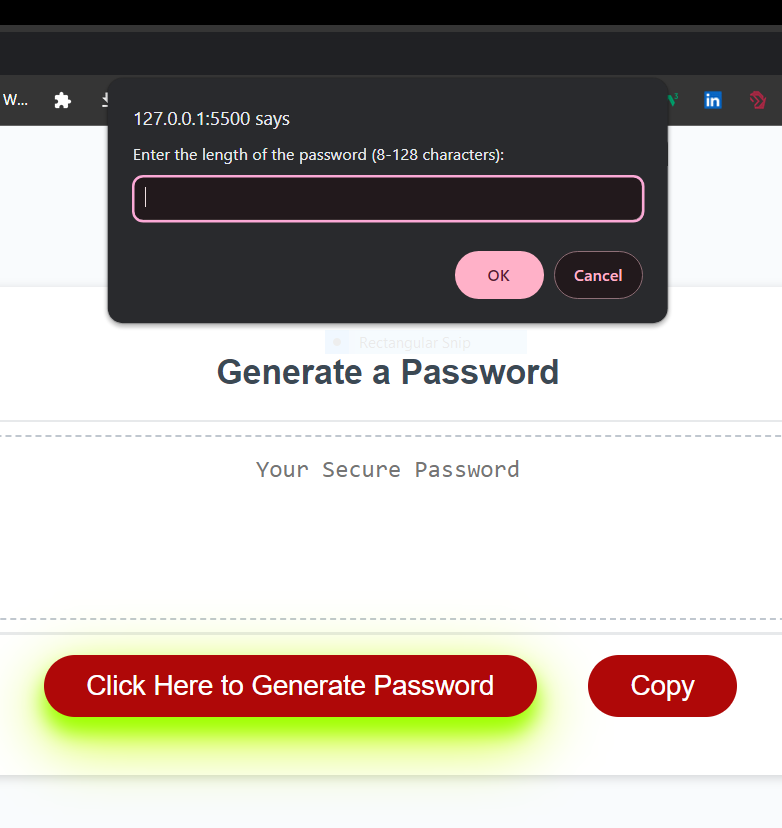 W...
in
127.0.0.1:5500 says
Enter the length of the password (8-128 characters):
OK
Cancel
Rectangular Snip
Generate a Password
Your Secure Password
Click Here to Generate Password
Copy